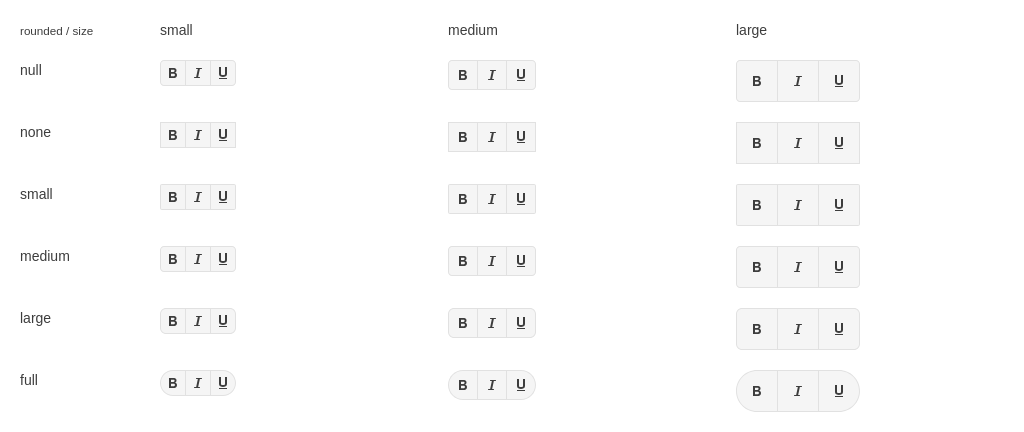 rounded / size small medium large
null B I U B I U B I U
none B I U B I U B I U
small B I U B I U B I U
medium B I U B I U B I U
large B I U B I U B I U
full B I U B I U B I U